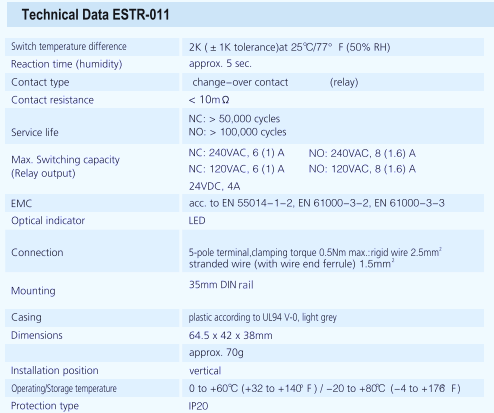 Technical Data ESTR-011
Switch temperature difference 2K ( ± 1K tolerance)at 25°C/77° F (50% RH)
Reaction time (humidity) approx. 5 sec.
Contact type change–over contact (relay)
Contact resistance < 10mΩ
NC: > 50,000 cycles
Service life NO: > 100,000 cycles
Max. Switching capacity NC: 240VAC, 6 (1) A NO: 240VAC, 8 (1.6) A
(Relay output) NC: 120VAC, 6 (1) A NO: 120VAC, 8 (1.6) A
24VDC, 4A
EMC acc. to EN 55014–1–2, EN 61000–3–2, EN 61000–3–3
Optical indicator LED
Connection 5-pole terminal,clamping torque 0.5Nm max.:rigid wire 2.5mm²
stranded wire (with wire end ferrule) 1.5mm²
Mounting 35mm DIN rail
Casing plastic according to UL94 V-0, light grey
Dimensions 64.5 x 42 x 38mm
approx. 70g
Installation position vertical
Operating/Storage temperature 0 to +60°C (+32 to +140° F ) / –20 to +80°C (–4 to +176° F )
Protection type IP20